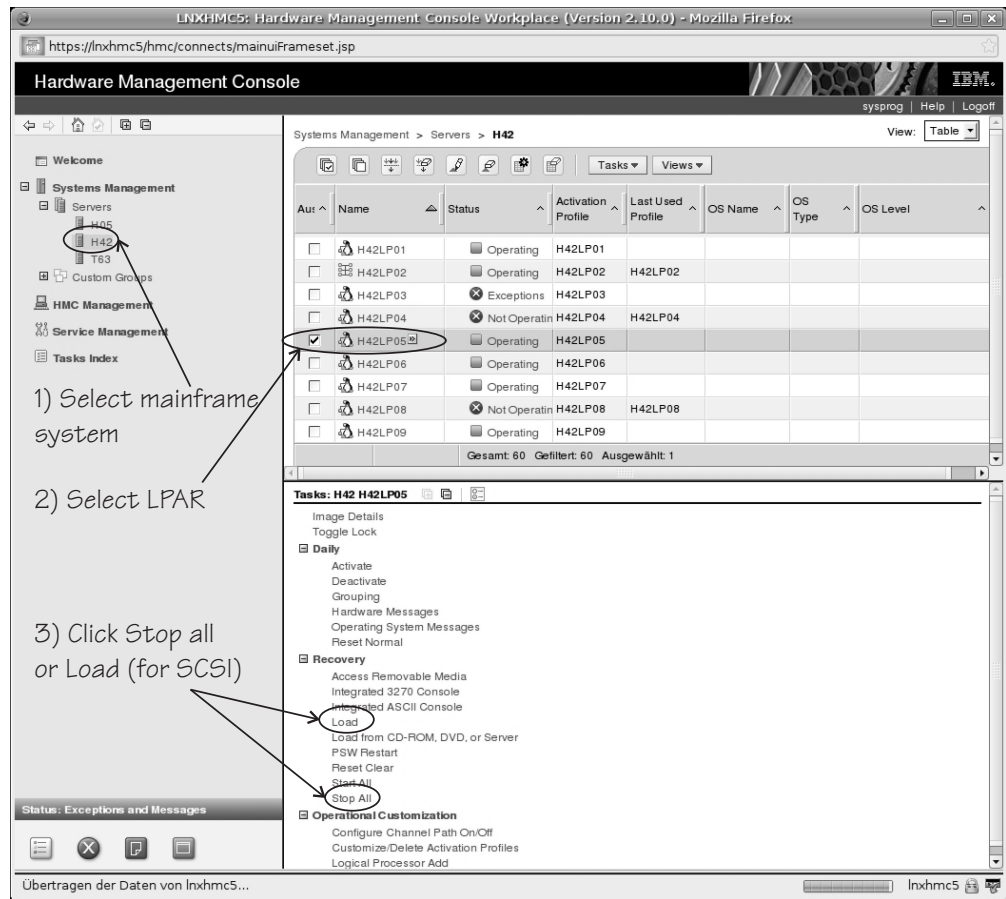 LNXHMC5: Hardware Management Console Workplace (Version 2.10.0) - Mozilla Firefox
https://lnxhmc5/hmc/connects/mainuiFrameset.jsp
Hardware Management Console
IBM.
sysprog | Help | Logoff
Systems Management > Servers > H42
View: Table
Welcome
Systems Management
Servers
H05
H42
T63
Custom Groups
HMC Management
Service Management
Tasks Index
1) Select mainframe
system
2) Select LPAR
3) Click Stop all
or Load (for SCSI)
Status: Exceptions and Messages
Tasks Views
Aus Name Status Activation Profile Last Used Profile OS Name OS Type OS Level
H42LP01 Operating H42LP01
H42LP02 Operating H42LP02 H42LP02
H42LP03 Exceptions H42LP03
H42LP04 Not Operatin H42LP04 H42LP04
H42LP05 Operating H42LP05
H42LP06 Operating H42LP06
H42LP07 Operating H42LP07
H42LP08 Not Operatin H42LP08 H42LP08
H42LP09 Operating H42LP09
Gesamt: 60 Gefiltert: 60 Ausgewählt: 1
Tasks: H42 H42LP05
Image Details
Toggle Lock
Daily
Activate
Deactivate
Grouping
Hardware Messages
Operating System Messages
Reset Normal
Recovery
Access Removable Media
Integrated 3270 Console
Integrated ASCII Console
Load
Load from CD-ROM, DVD, or Server
PSW Restart
Reset Clear
Start All
Stop All
Operational Customization
Configure Channel Path On/Off
Customize/Delete Activation Profiles
Logical Processor Add
Übertragen der Daten von lnxhmc5...
lnxhmc5